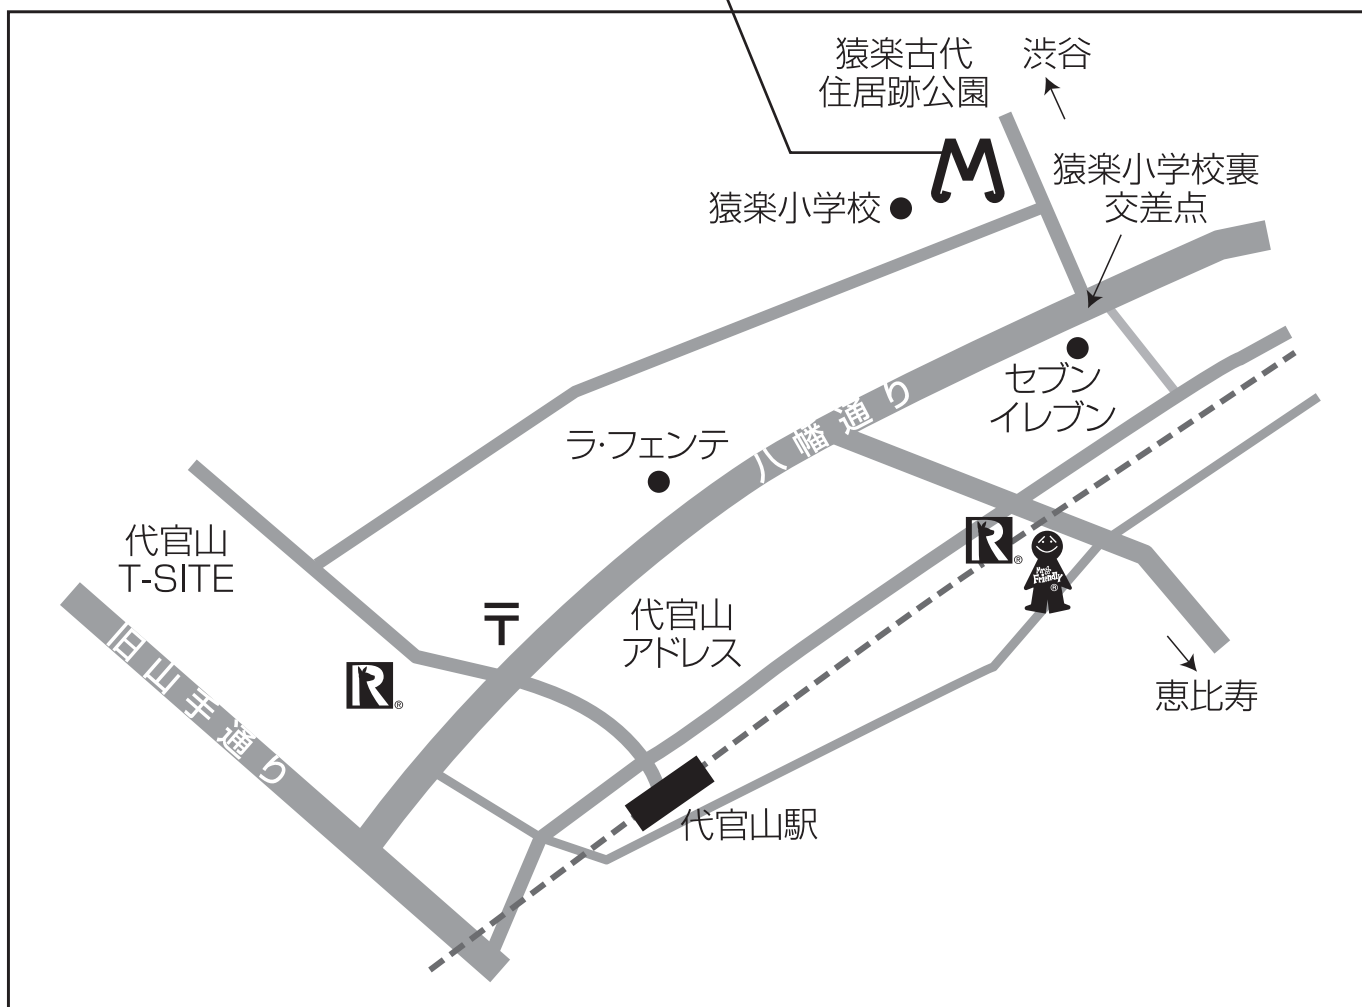 猿楽古代
住居跡公園
渋谷
猿楽小学校裏
交差点
猿楽小学校
セブン
イレブン
八幡通り
ラ・フェンテ
代官山
T-SITE
R®
Mr.
Friendly
®
〒
代官山
アドレス
R®
旧山手通り
恵比寿
代官山駅